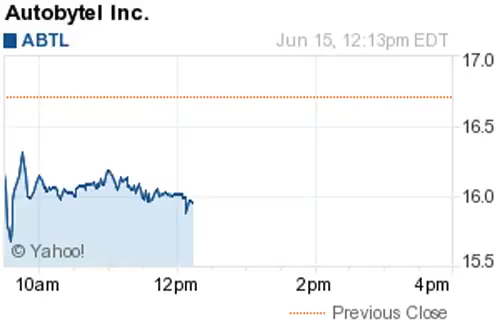 Autobytel Inc.
ABTL Jun 15, 12:13pm EDT
17.0
16.5
16.0
15.5
© Yahoo!
10am 12pm 2pm 4pm
Previous Close